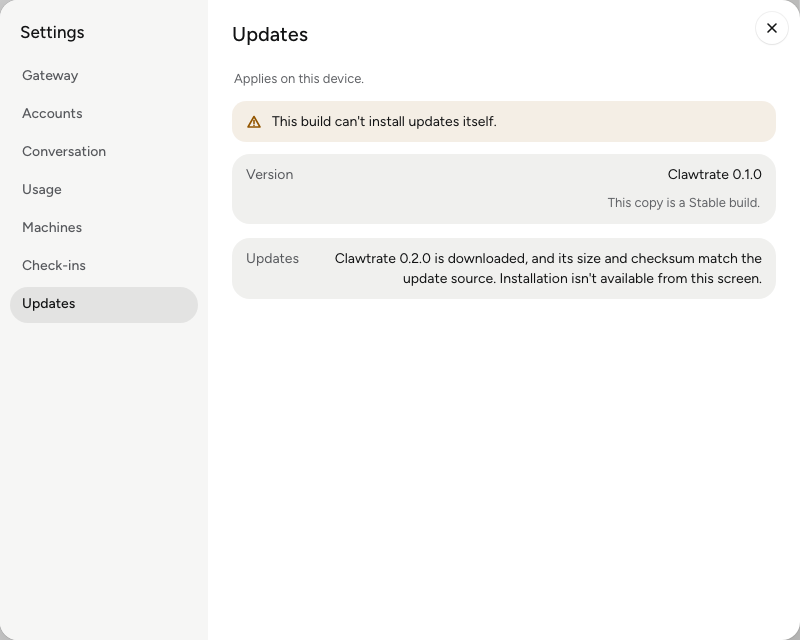 Settings
Gateway
Accounts
Conversation
Usage
Machines
Check-ins
Updates
Updates
Applies on this device.
This build can't install updates itself.
Version
Clawtrate 0.1.0
This copy is a Stable build.
Updates
Clawtrate 0.2.0 is downloaded, and its size and checksum match the
update source. Installation isn't available from this screen.